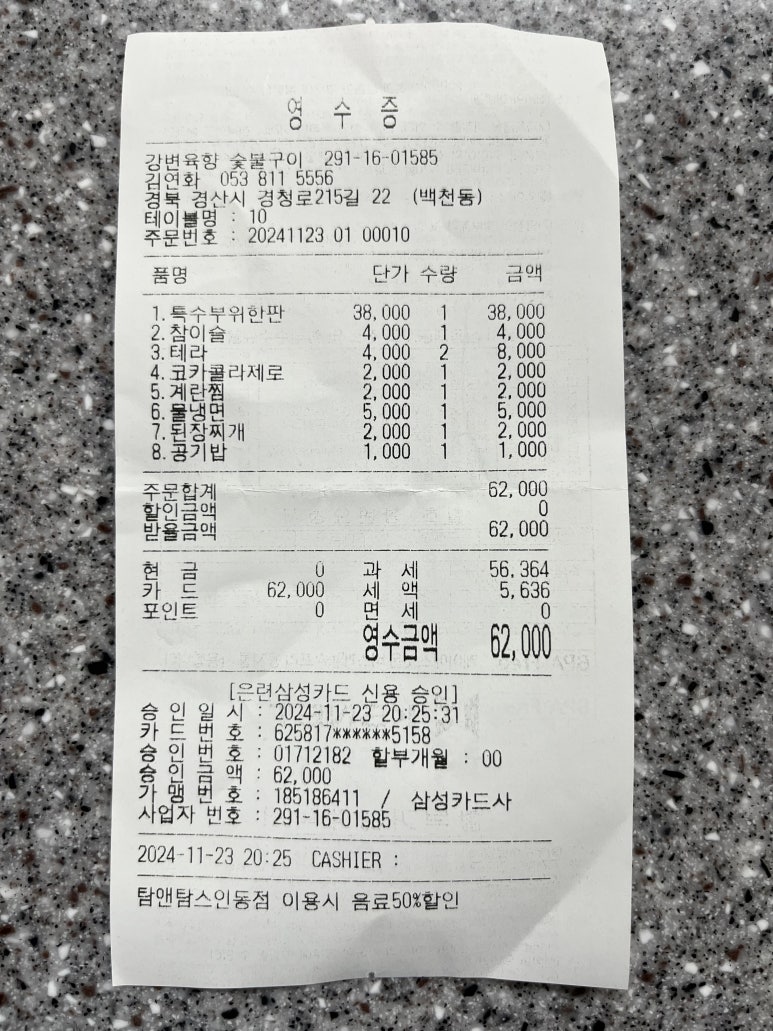 영 수 증
강변육향 숯불구이 291-16-01585
김연화 053 811 5556
경북 경산시 경청로215길 22 (백천동)
테이블명 : 10
주문번호 : 20241123 01 00010
품명 단가 수량 금액
1.특수부위한판 38,000 1 38,000
2.참이슬 4,000 1 4,000
3.테라 4,000 2 8,000
4.코카콜라제로 2,000 1 2,000
5.계란찜 2,000 1 2,000
6.물냉면 5,000 1 5,000
7.된장찌개 2,000 1 2,000
8.공기밥 1,000 1 1,000
주문합계 62,000
할인금액 0
받을금액 62,000
현 금 0 과 세 56,364
카 드 62,000 세 액 5,636
포인트 0 면 세 0
영수금액 62,000
[은련삼성카드 신용 승인]
승 인 일 시 : 2024-11-23 20:25:31
카 드 번 호 : 625817******5158
승 인 번 호 : 01712182 할부개월 : 00
승 인 금 액 : 62,000
가 맹 번 호 : 185186411 / 삼성카드사
사업자 번호 : 291-16-01585
2024-11-23 20:25 CASHIER :
탐앤탐스인동점 이용시 음료50%할인